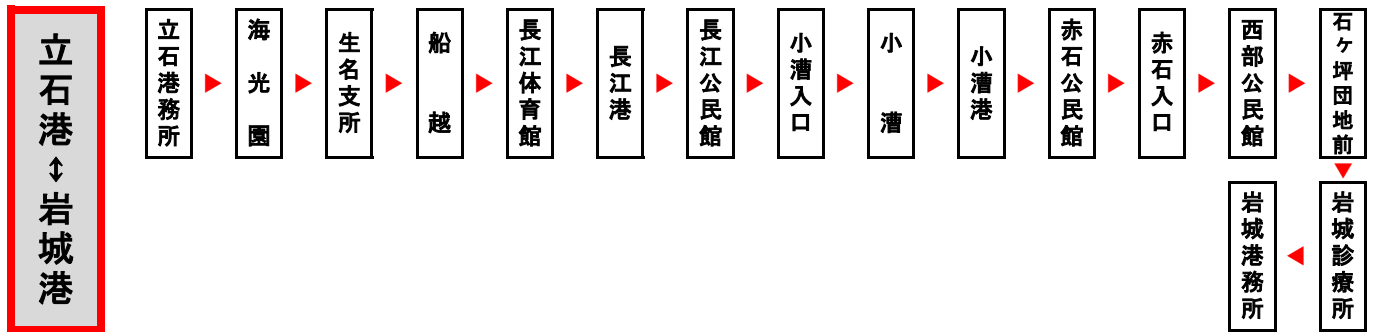 立石港↕岩城港
立石港務所
海光園
生名支所
船越
長江体育館
長江港
長江公民館
小漕入口
小漕
小漕港
赤石公民館
赤石入口
西部公民館
石ヶ坪団地前
岩城診療所
岩城港務所